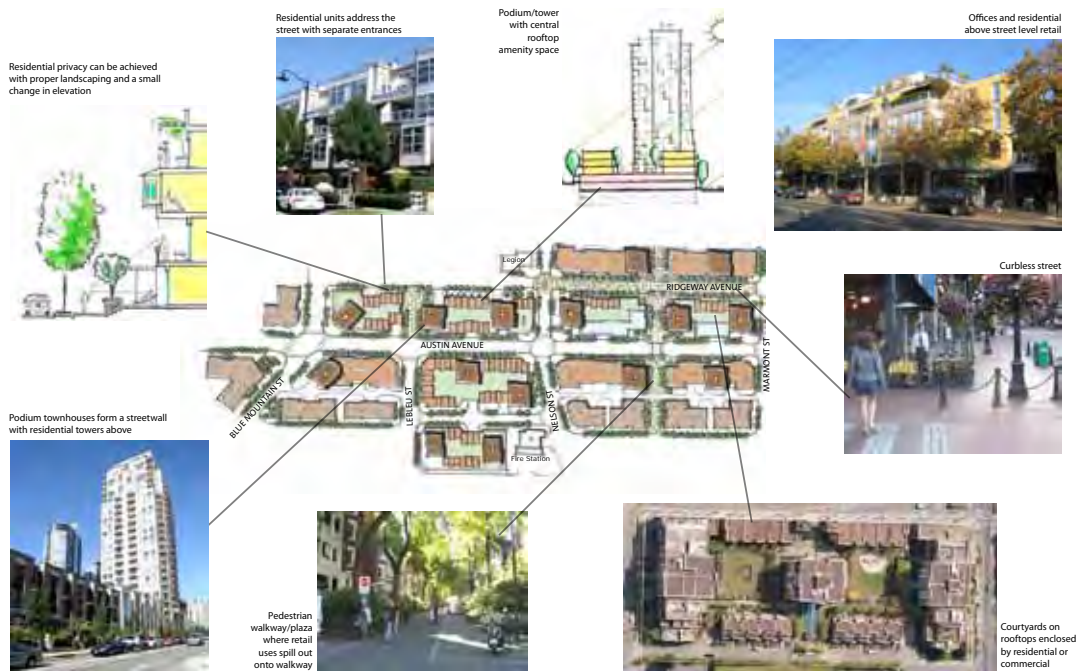 Residential units address the
street with separate entrances
Podium/tower
with central
rooftop
amenity space
Offices and residential
above street level retail
Residential privacy can be achieved
with proper landscaping and a small
change in elevation
Legion
RIDGEWAY AVENUE
Curbless street
AUSTIN AVENUE
MARMONT ST
BLUE MOUNTAIN ST
LEBLEU ST
NELSON ST
Fire Station
Podium townhouses form a streetwall
with residential towers above
Pedestrian
walkway/plaza
where retail
uses spill out
onto walkway
Courtyards on
rooftops enclosed
by residential or
commercial